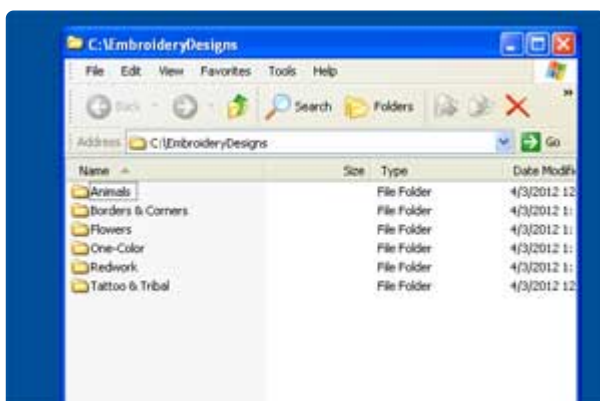 C:\EmbroideryDesigns
File Edit View Favorites Tools Help
Back Search Folders
Address C:\EmbroideryDesigns Go
Name Size Type Date Modifi
Animals File Folder 4/3/2012 12
Borders & Corners File Folder 4/3/2012 1:
Flowers File Folder 4/3/2012 1:
One-Color File Folder 4/3/2012 1:
Redwork File Folder 4/3/2012 1:
Tattoo & Tribal File Folder 4/3/2012 12